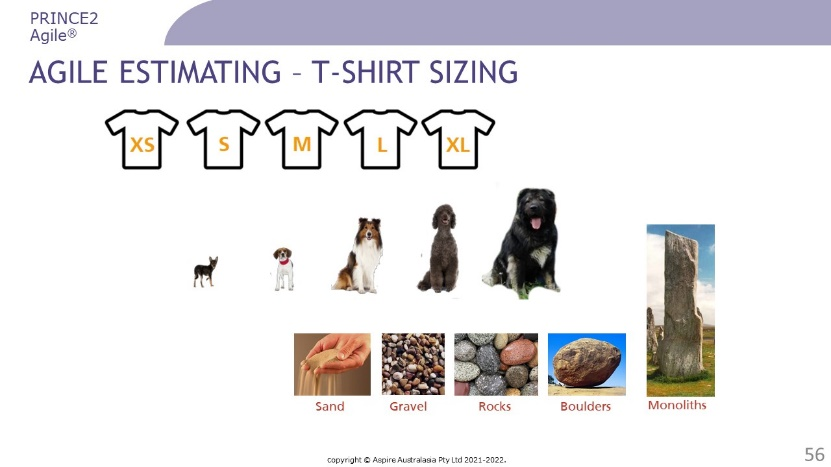 PRINCE2
Agile®
AGILE ESTIMATING – T-SHIRT SIZING
XS S M L XL
Sand Gravel Rocks Boulders Monoliths
copyright © Aspire Australasia Pty Ltd 2021-2022.
56